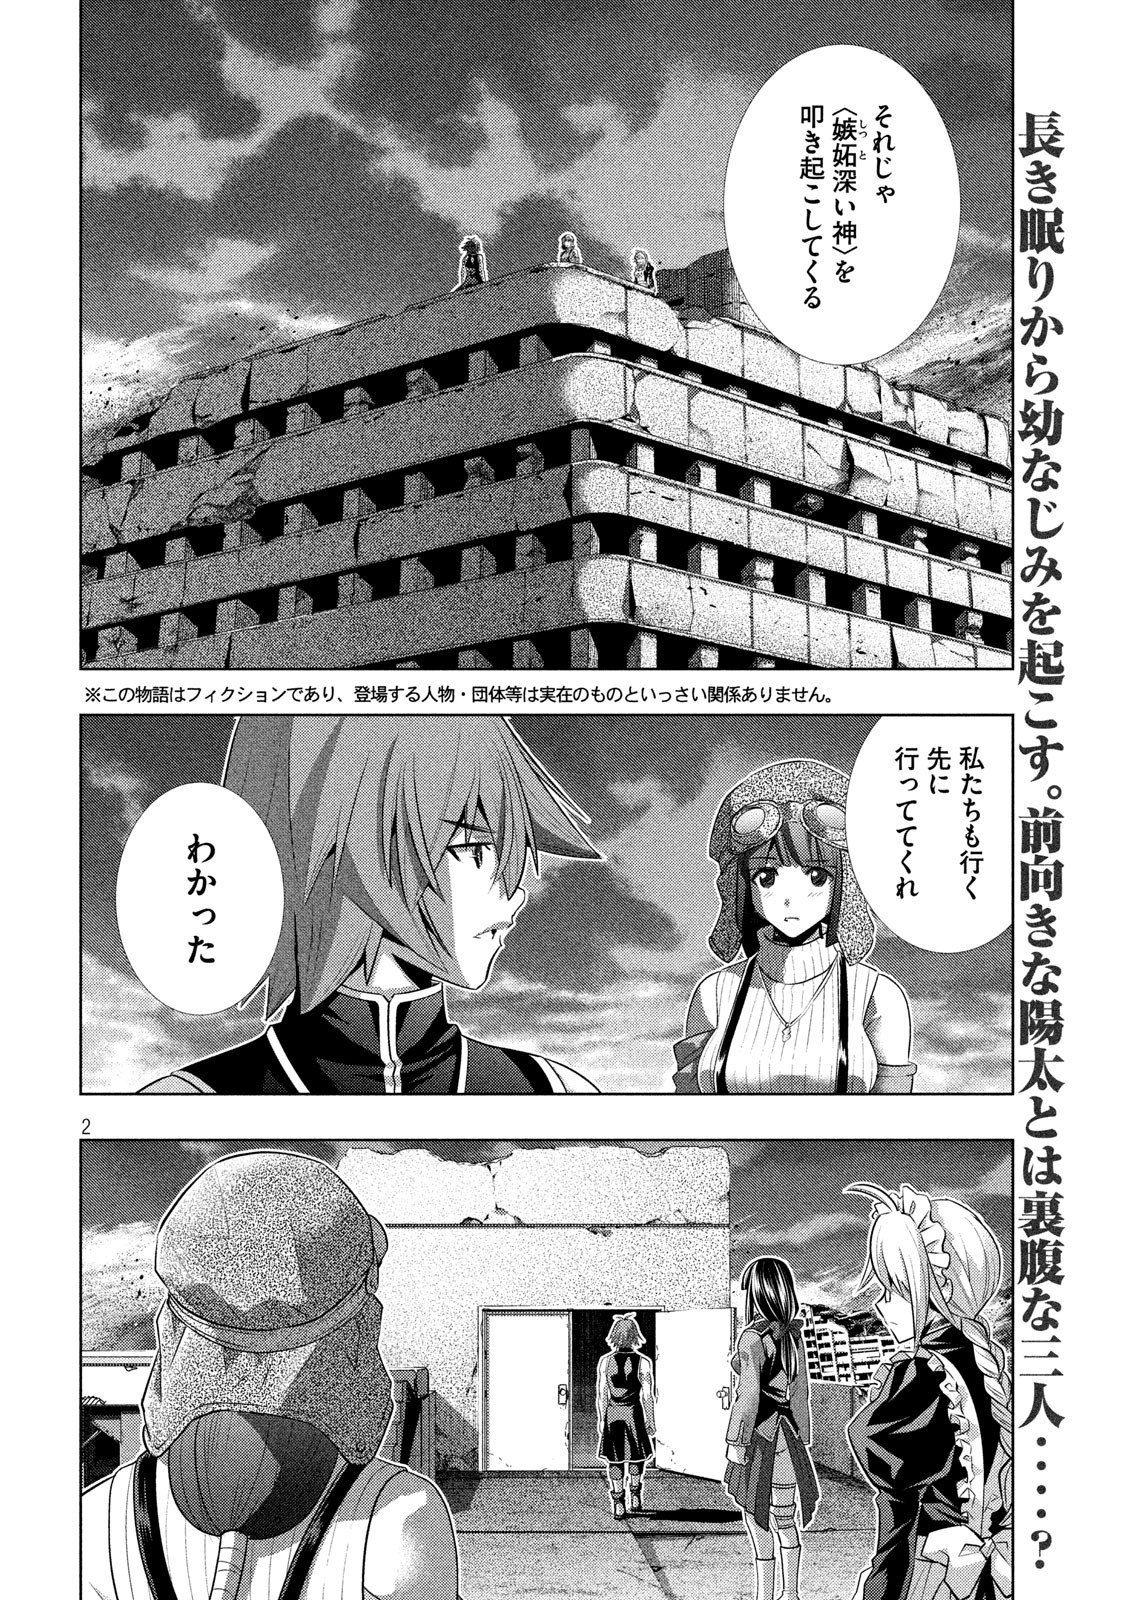 長き眠りから幼なじみを起こす。前向きな陽太とは裏腹な三人‥‥‥?
それじゃ
〈嫉妬深い神〉を
しっと
叩き起こしてくる
※この物語はフィクションであり、登場する人物・団体等は実在のものといっさい関係ありません。
私たちも行く
先に
行っててくれ
わかった
2